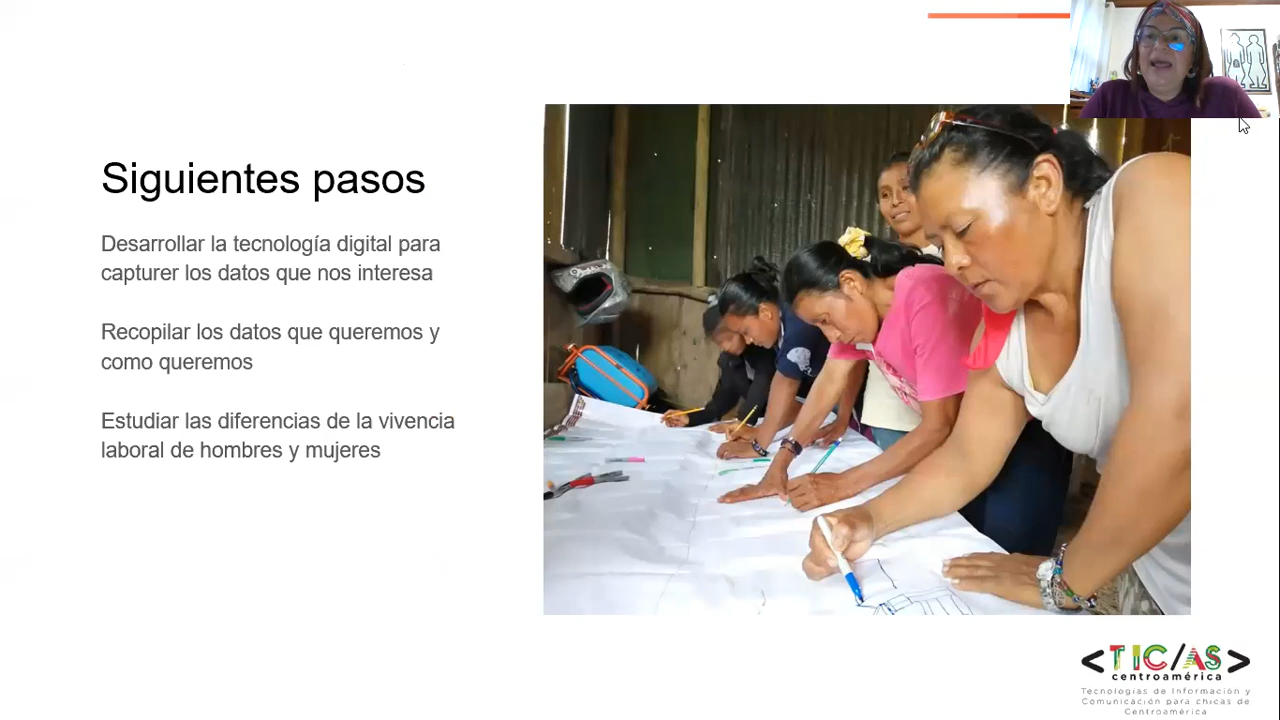 Siguientes pasos
Desarrollar la tecnología digital para
capturer los datos que nos interesa
Recopilar los datos que queremos y
como queremos
Estudiar las diferencias de la vivencia
laboral de hombres y mujeres
<TIC/AS>
centroamérica
Tecnologías de Información y
Comunicación para chicas de
Centroamérica